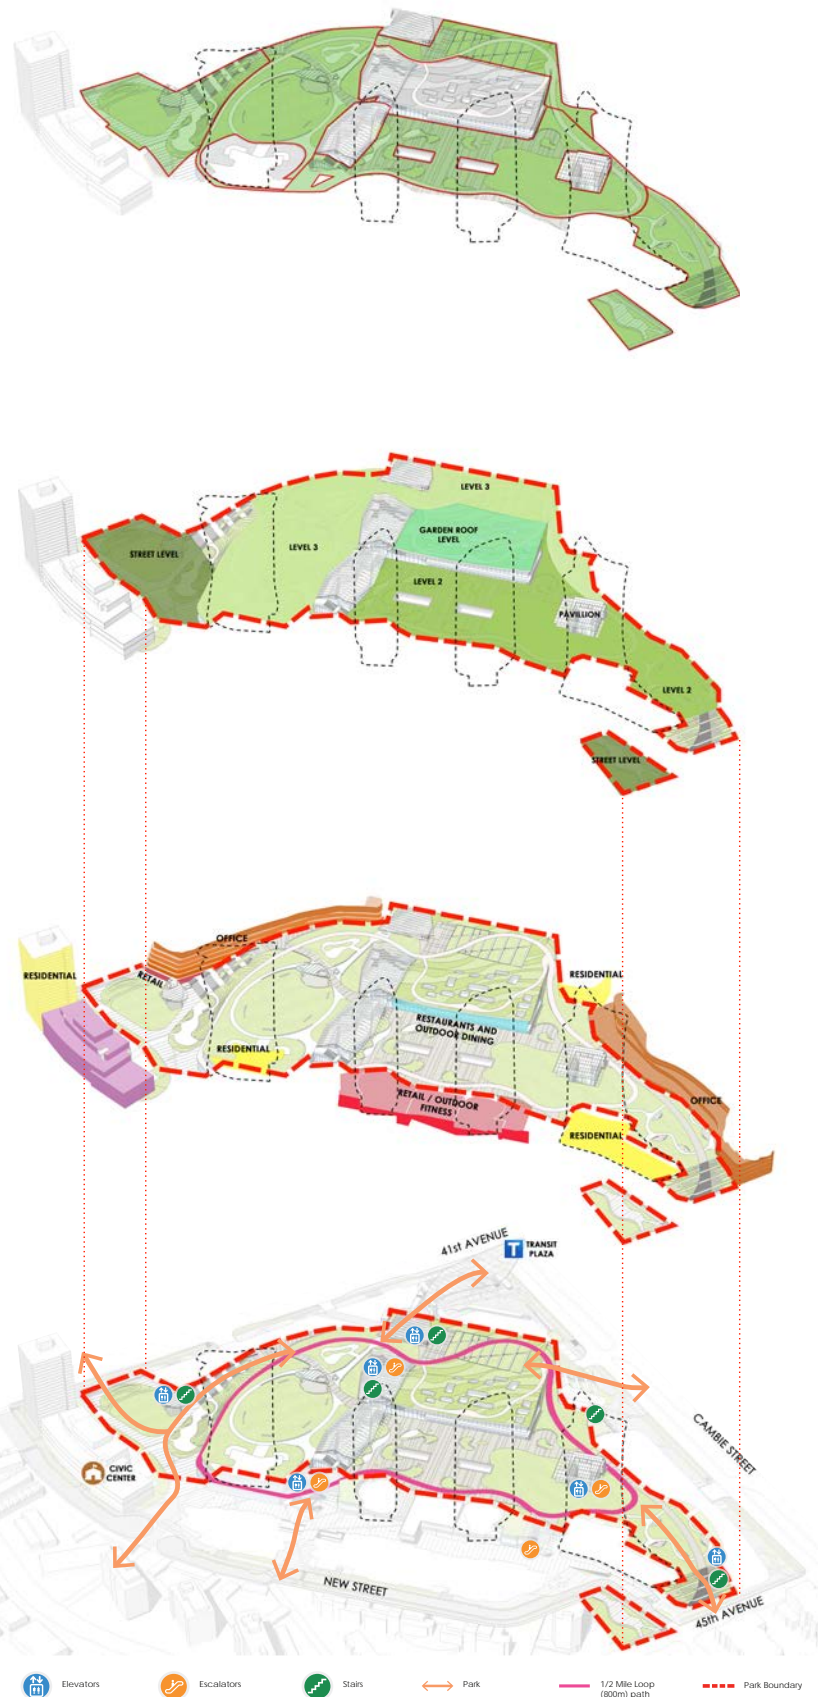 LEVEL 3
GARDEN ROOF
LEVEL
STREET LEVEL
LEVEL 3
LEVEL 2
PAVILLION
LEVEL 2
STREET LEVEL
OFFICE
RESIDENTIAL
RETAIL
RESIDENTIAL
RESTAURANTS AND
OUTDOOR DINING
RESIDENTIAL
RETAIL / OUTDOOR
FITNESS
OFFICE
RESIDENTIAL
41st AVENUE
T TRANSIT
PLAZA
CAMBIE STREET
CIVIC
CENTER
NEW STREET
45th AVENUE
Elevators
Escalators
Stairs
Park
1/2 Mile Loop
(800m) path
Park Boundary